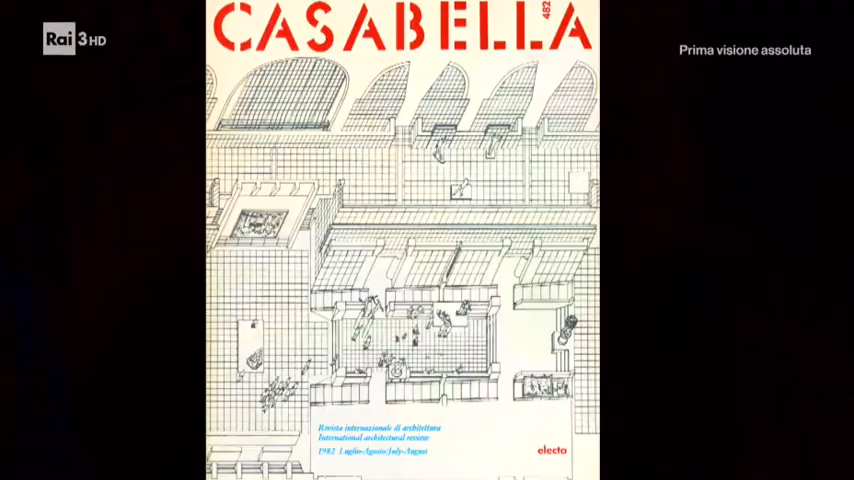 CASABELLA
482
Rai 3HD
Prima visione assoluta
Rivista internazionale di architettura
International architectural review
1982 Luglio-Agosto/July-August
electa